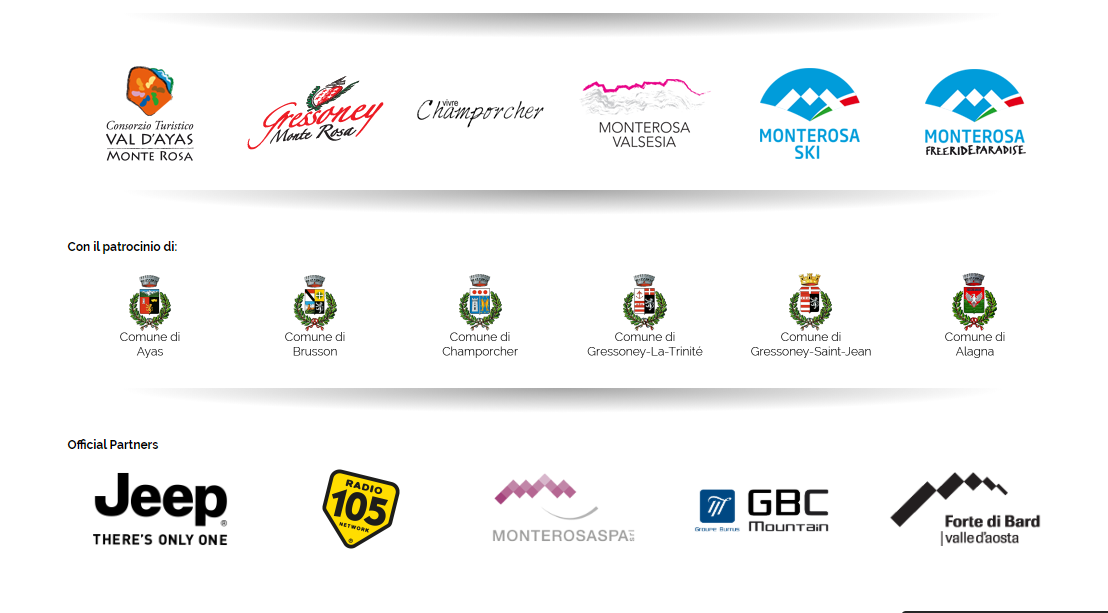 Consorzio Turistico
VAL D'AYAS
MONTE ROSA
Gressoney
Monte Rosa
vivre
Champorcher
MONTEROSA
VALSESIA
MONTEROSA
SKI
MONTEROSA
FREERIDEPARADISE
Con il patrocinio di:
Comune di
Ayas
Comune di
Brusson
Comune di
Champorcher
Comune di
Gressoney-La-Trinité
Comune di
Gressoney-Saint-Jean
Comune di
Alagna
Official Partners
Jeep®
THERE'S ONLY ONE
RADIO
105
NETWORK
®
MONTEROSASPA
GBC
Mountain
Forte di Bard
valle d'aosta